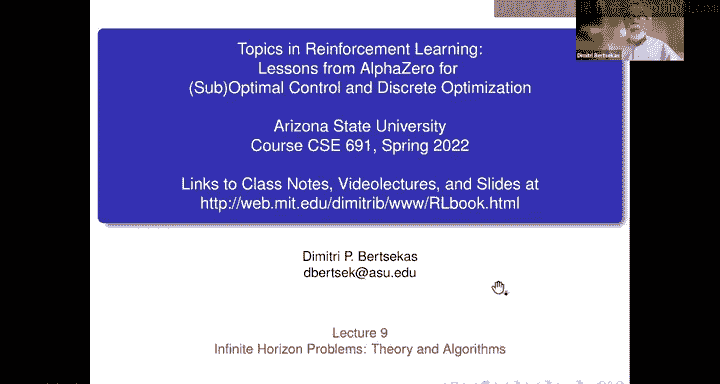 Topics in Reinforcement Learning:
Lessons from AlphaZero for
(Sub)Optimal Control and Discrete Optimization
Arizona State University
Course CSE 691, Spring 2022
Links to Class Notes, Videolectures, and Slides at
http://web.mit.edu/dimitrib/www/RLbook.html
Dimitri Bertsekas
Dimitri P. Bertsekas
dbertsek@asu.edu
Lecture 9
Infinite Horizon Problems: Theory and Algorithms